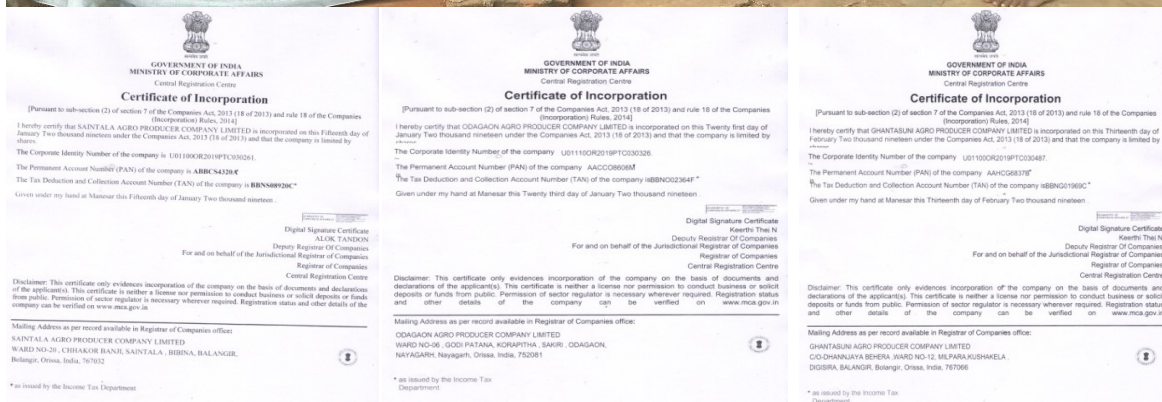 GOVERNMENT OF INDIA
MINISTRY OF CORPORATE AFFAIRS
Central Registration Centre
Certificate of Incorporation
[Pursuant to sub-section (2) of section 7 of the Companies Act, 2013 (18 of 2013) and rule 18 of the Companies
(Incorporation) Rules, 2014]
I hereby certify that SAINTALA AGRO PRODUCER COMPANY LIMITED is incorporated on this Fifteenth day of
January Two thousand nineteen under the Companies Act, 2013 (18 of 2013) and that the company is limited by
shares.
The Corporate Identity Number of the company is U01100OR2019PTC030261.
The Permanent Account Number (PAN) of the company is
The Tax Deduction and Collection Account Number (TAN) of the company is BBNS08920C*
Given under my hand at Manesar this Fifteenth day of January Two thousand nineteen .
Digital Signature Certificate
ALOK TANDON
Deputy Registrar Of Companies
For and on behalf of the Jurisdictional Registrar of Companies
Registrar of Companies
Central Registration Centre
Disclaimer: This certificate only evidences incorporation of the company on the basis of documents and declarations
of the applicant(s). This certificate is neither a license nor permission to conduct business or solicit deposits or funds
from public. Permission of sector regulator is necessary wherever required. Registration status and other details of the
company can be verified on www.mca.gov.in
Mailing Address as per record available in Registrar of Companies office:
SAINTALA AGRO PRODUCER COMPANY LIMITED
WARD NO-20 , CHHAKOR BANJI, SAINTALA , BIBINA, BALANGIR,
Bolangir, Orissa, India, 767032
* as issued by the Income Tax Department
GOVERNMENT OF INDIA
MINISTRY OF CORPORATE AFFAIRS
Central Registration Centre
Certificate of Incorporation
[Pursuant to sub-section (2) of section 7 of the Companies Act, 2013 (18 of 2013) and rule 18 of the Companies
(Incorporation) Rules, 2014]
I hereby certify that ODAGAON AGRO PRODUCER COMPANY LIMITED is incorporated on this Twenty first day of
January Two thousand nineteen under the Companies Act, 2013 (18 of 2013) and that the company is limited by
The Corporate Identity Number of the company U01110OR2019PTC030326.
The Permanent Account Number (PAN) of the company AACCO8606M
The Tax Deduction and Collection Account Number (TAN) of the company isBBNO02364F*
Given under my hand at Manesar this Twenty third day of January Two thousand nineteen .
Digital Signature Certificate
Keerthi Thej N
Deputy Registrar Of Companies
For and on behalf of the Jurisdictional Registrar of Companies
Registrar of Companies
Central Registration Centre
Disclaimer: This certificate only evidences incorporation of the company on the basis of documents and
declarations of the applicant(s). This certificate is neither a license nor permission to conduct business or solicit
deposits or funds from public. Permission of sector regulator is necessary wherever required. Registration status
and other details of the company can be verified on www.mca.gov.in
Mailing Address as per record available in Registrar of Companies office:
ODAGAON AGRO PRODUCER COMPANY LIMITED
WARD NO-06 , GODI PATANA, KORAPITHA , SAKIRI . ODAGAON,
NAYAGARH, Nayagarh, Orissa, India, 752081
* as issued by the Income Tax
Department
GOVERNMENT OF INDIA
MINISTRY OF CORPORATE AFFAIRS
Central Registration Centre
Certificate of Incorporation
[Pursuant to sub-section (2) of section 7 of the Companies Act, 2013 (18 of 2013) and rule 18 of the Companies
(Incorporation) Rules, 2014]
I hereby certify that GHANTASUNI AGRO PRODUCER COMPANY LIMITED is incorporated on this Thirteenth day of
February Two thousand nineteen under the Companies Act, 2013 (18 of 2013) and that the company is limited by
The Corporate Identity Number of the company U01100OR2019PTC030487.
The Permanent Account Number (PAN) of the company AAHCG6837B*
The Tax Deduction and Collection Account Number (TAN) of the company isBBNG01969C*
Given under my hand at Manesar this Thirteenth day of February Two thousand nineteen .
Digital Signature Certificate
Keerthi Thej N
Deputy Registrar Of Companies
For and on behalf of the Jurisdictional Registrar of Companies
Registrar of Companies
Central Registration Centre
Disclaimer: This certificate only evidences incorporation of the company on the basis of documents and
declarations of the applicant(s). This certificate is neither a license nor permission to conduct business or solicit
deposits or funds from public. Permission of sector regulator is necessary wherever required. Registration status
and other details of the company can be verified on www.mca.gov.in
Mailing Address as per record available in Registrar of Companies office:
GHANTASUNI AGRO PRODUCER COMPANY LIMITED
C/O-DHANNJAYA BEHERA ,WARD NO-12, MILPARA,KUSHAKELA .
DIGISIRA, BALANGIR, Bolangir, Orissa, India, 767066
* as issued by the Income Tax